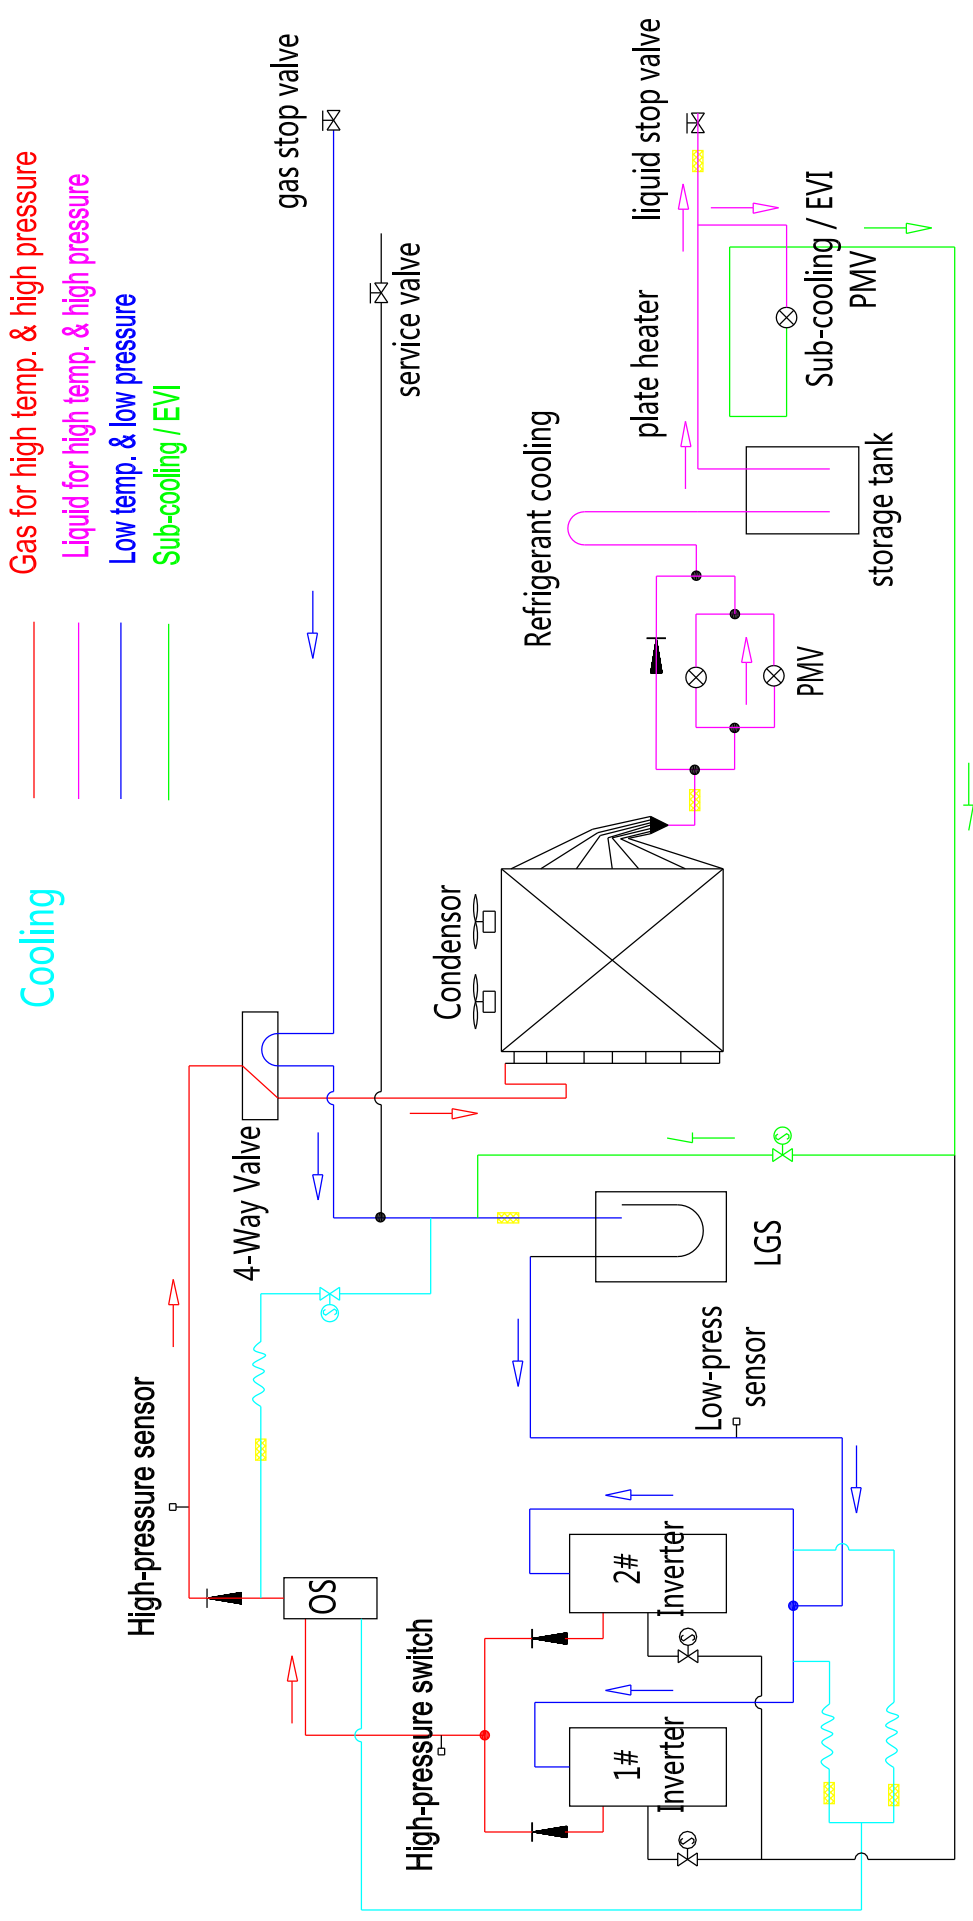 Cooling
Gas for high temp. & high pressure
Liquid for high temp. & high pressure
Low temp. & low pressure
Sub-cooling / EVI
High-pressure sensor
4-Way Valve
gas stop valve
OS
service valve
High-pressure switch
Condensor
Refrigerant cooling
plate heater
liquid stop valve
1#
Inverter
2#
Inverter
Low-press
sensor
LGS
PMV
storage tank
Sub-cooling / EVI
PMV
S
S
S
S